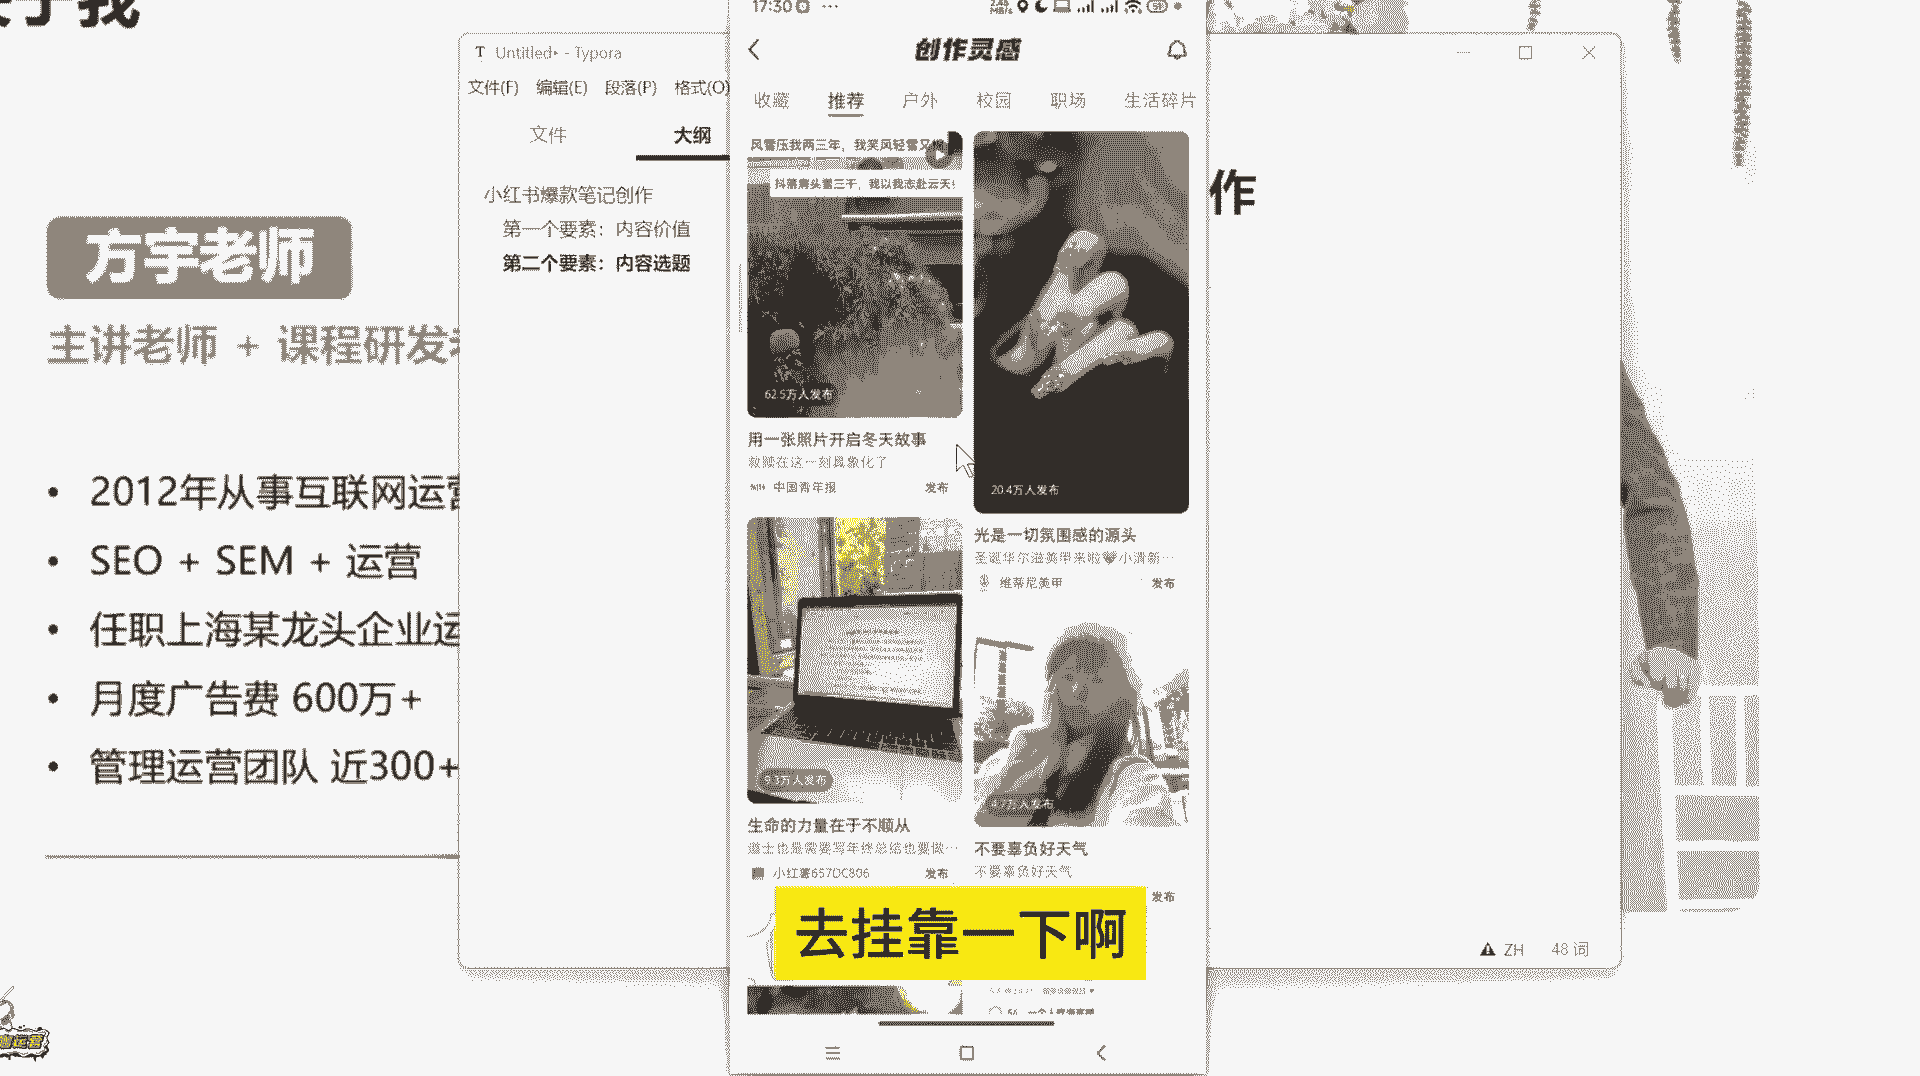 关于我
方宇老师
主讲老师 + 课程研发
• 2012年从事互联网运营
• SEO + SEM + 运营
任职上海某龙头企业运
• 月度广告费 600万+
• 管理运营团队 近300+
Untitled• - Typora
文件(F) 编辑(E) 段落(P) 格式(O)
文件 大纲
小红书爆款笔记创作
第一个要素：内容价值
第二个要素：内容选题
作
17:30
创作灵感
收藏 推荐 户外 校园 职场 生活碎片
风雪压我两三年，我笑风轻雪又
抖落肩头雪三千，我以我志赴云天
62.5万人发布
用一张照片开启冬天故事
救赎在这一刻具象化了
中国青年报 发布
20.4万人发布
光是一切氛围感的源头
圣诞华尔滋美甲来啦🖤小清新…
维蒂尼美甲 发布
9.3万人发布
生命的力量在于不顺从
道士也是需要写年终总结也要做…
小红薯657DC806 发布
4.7万人发布
不要辜负好天气
不要辜负好天气
发布
去挂靠一下啊
ZH 48 词